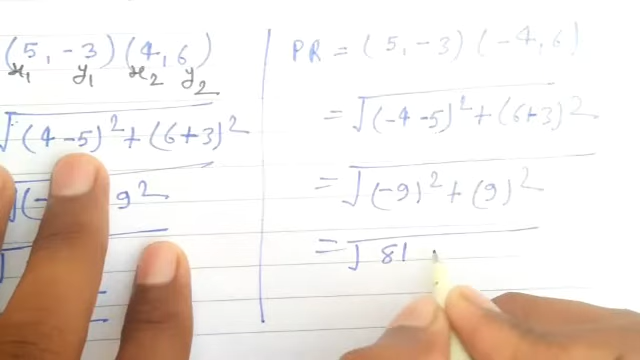 (5, -3) (4, 6)
x₁ y₁ x₂ y₂
√(4-5)² + (6+3)²
√(- 9²
√
PR = (5, -3) (-4, 6)
= √(-4-5)² + (6+3)²
= √(-9)² + (9)²
= √81